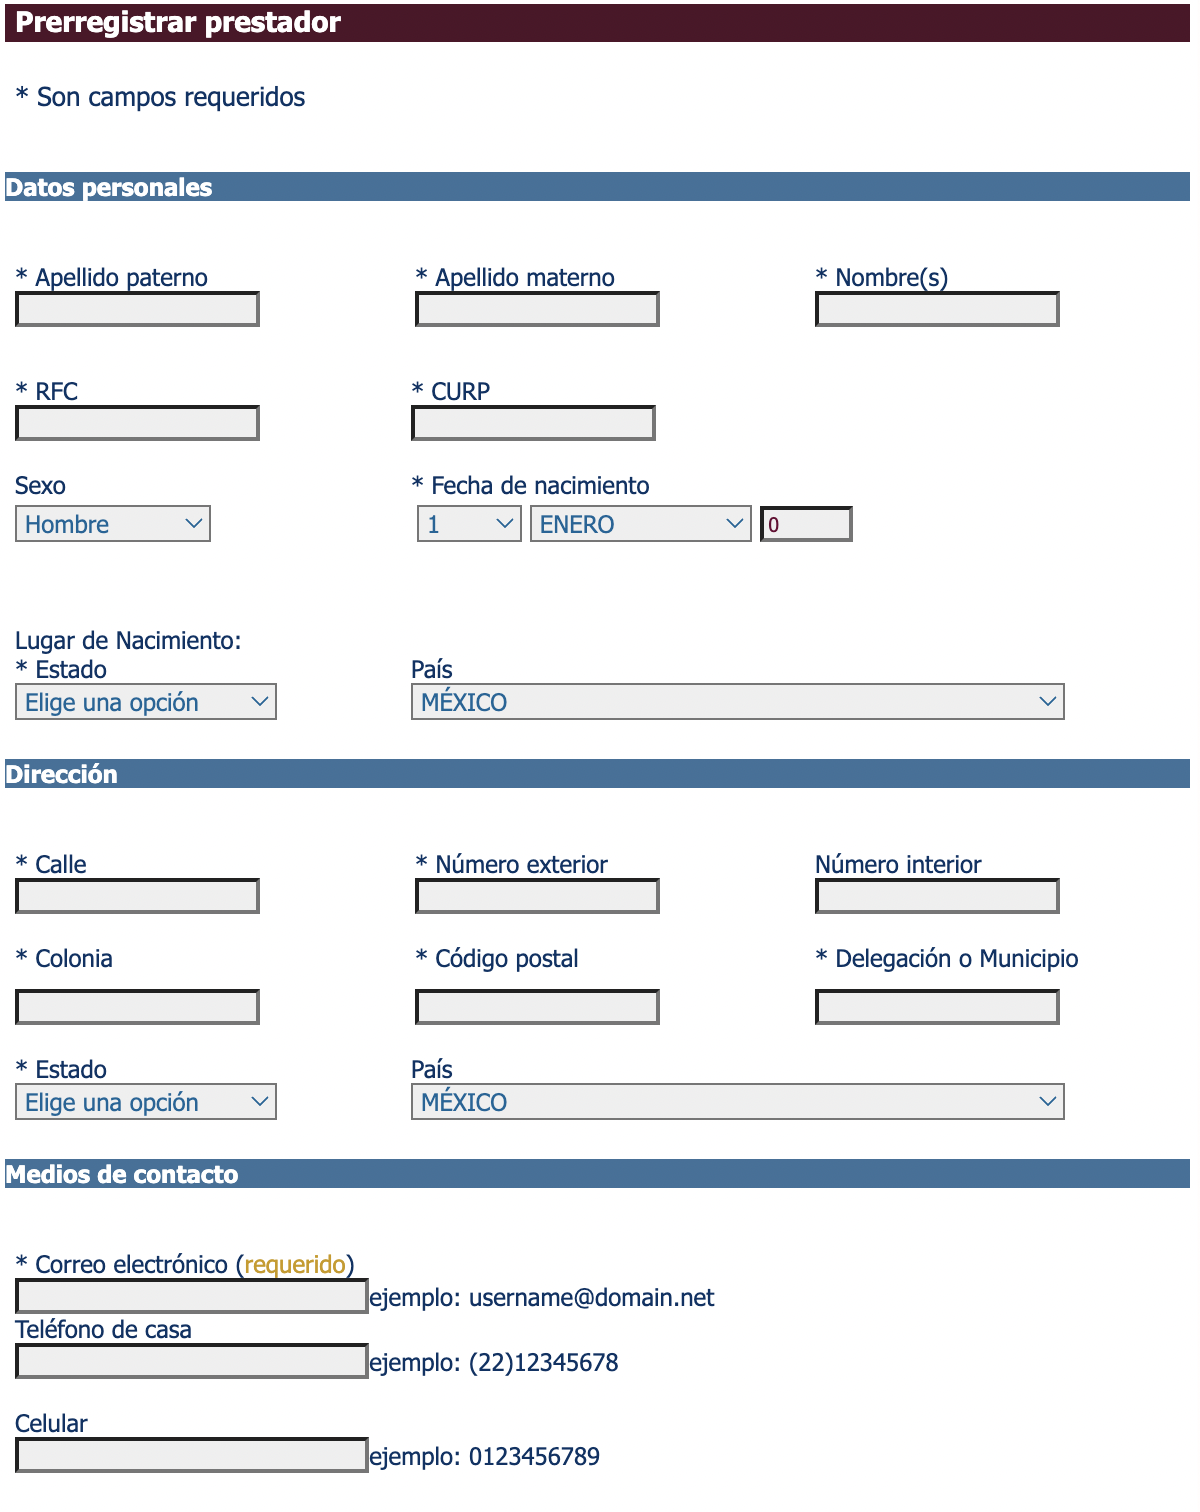 Prerregistrar prestador
* Son campos requeridos
Datos personales
* Apellido paterno * Apellido materno * Nombre(s)
* RFC * CURP
Sexo * Fecha de nacimiento
Hombre 1 ENERO 0
Lugar de Nacimiento:
* Estado País
Elige una opción MÉXICO
Dirección
* Calle * Número exterior Número interior
* Colonia * Código postal * Delegación o Municipio
* Estado País
Elige una opción MÉXICO
Medios de contacto
* Correo electrónico (requerido)
ejemplo: username@domain.net
Teléfono de casa
ejemplo: (22)12345678
Celular
ejemplo: 0123456789